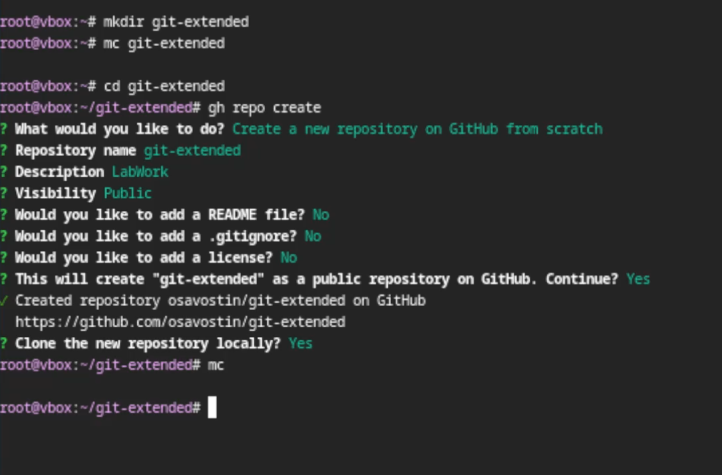 root@vbox:~# mkdir git-extended
root@vbox:~# mc git-extended
root@vbox:~# cd git-extended
root@vbox:~/git-extended# gh repo create
? What would you like to do? Create a new repository on GitHub from scratch
? Repository name git-extended
? Description LabWork
? Visibility Public
? Would you like to add a README file? No
? Would you like to add a .gitignore? No
? Would you like to add a license? No
? This will create "git-extended" as a public repository on GitHub. Continue? Yes
✓ Created repository osavostin/git-extended on GitHub
https://github.com/osavostin/git-extended
? Clone the new repository locally? Yes
root@vbox:~/git-extended# mc
root@vbox:~/git-extended#